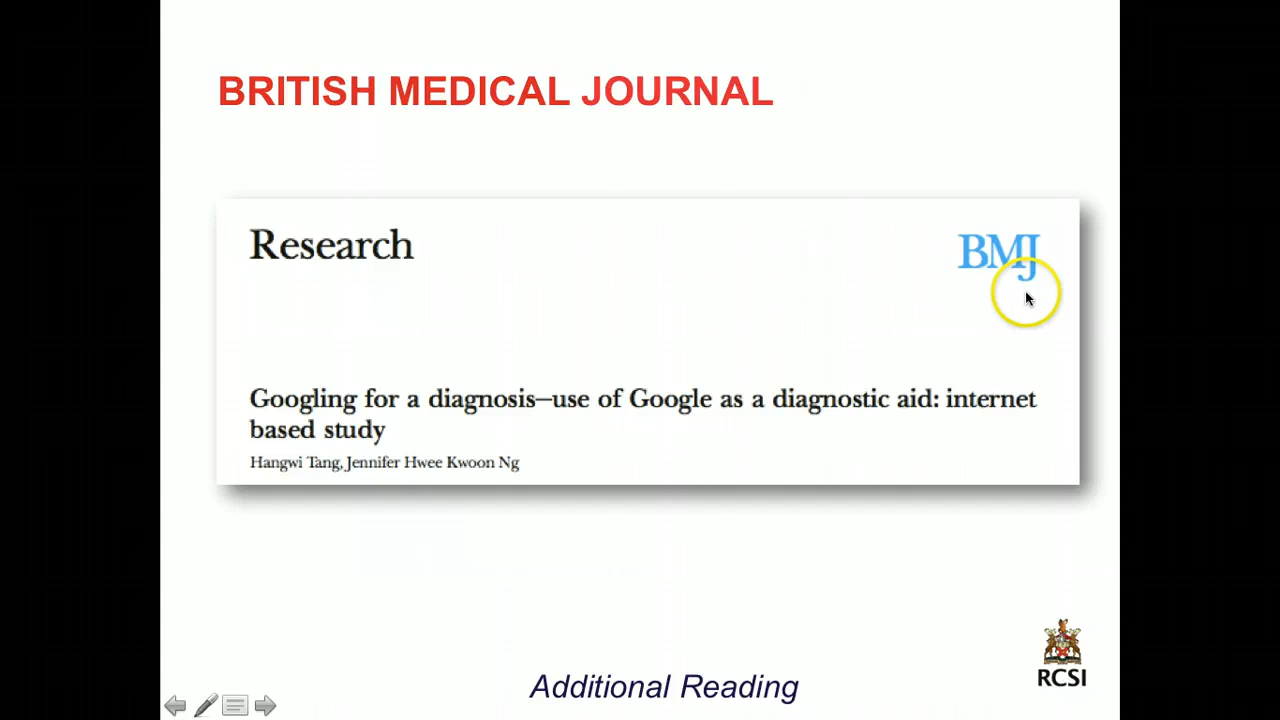 BRITISH MEDICAL JOURNAL
Research
BMJ
Googling for a diagnosis—use of Google as a diagnostic aid: internet
based study
Hangwi Tang, Jennifer Hwee Kwoon Ng
RCSI
Additional Reading